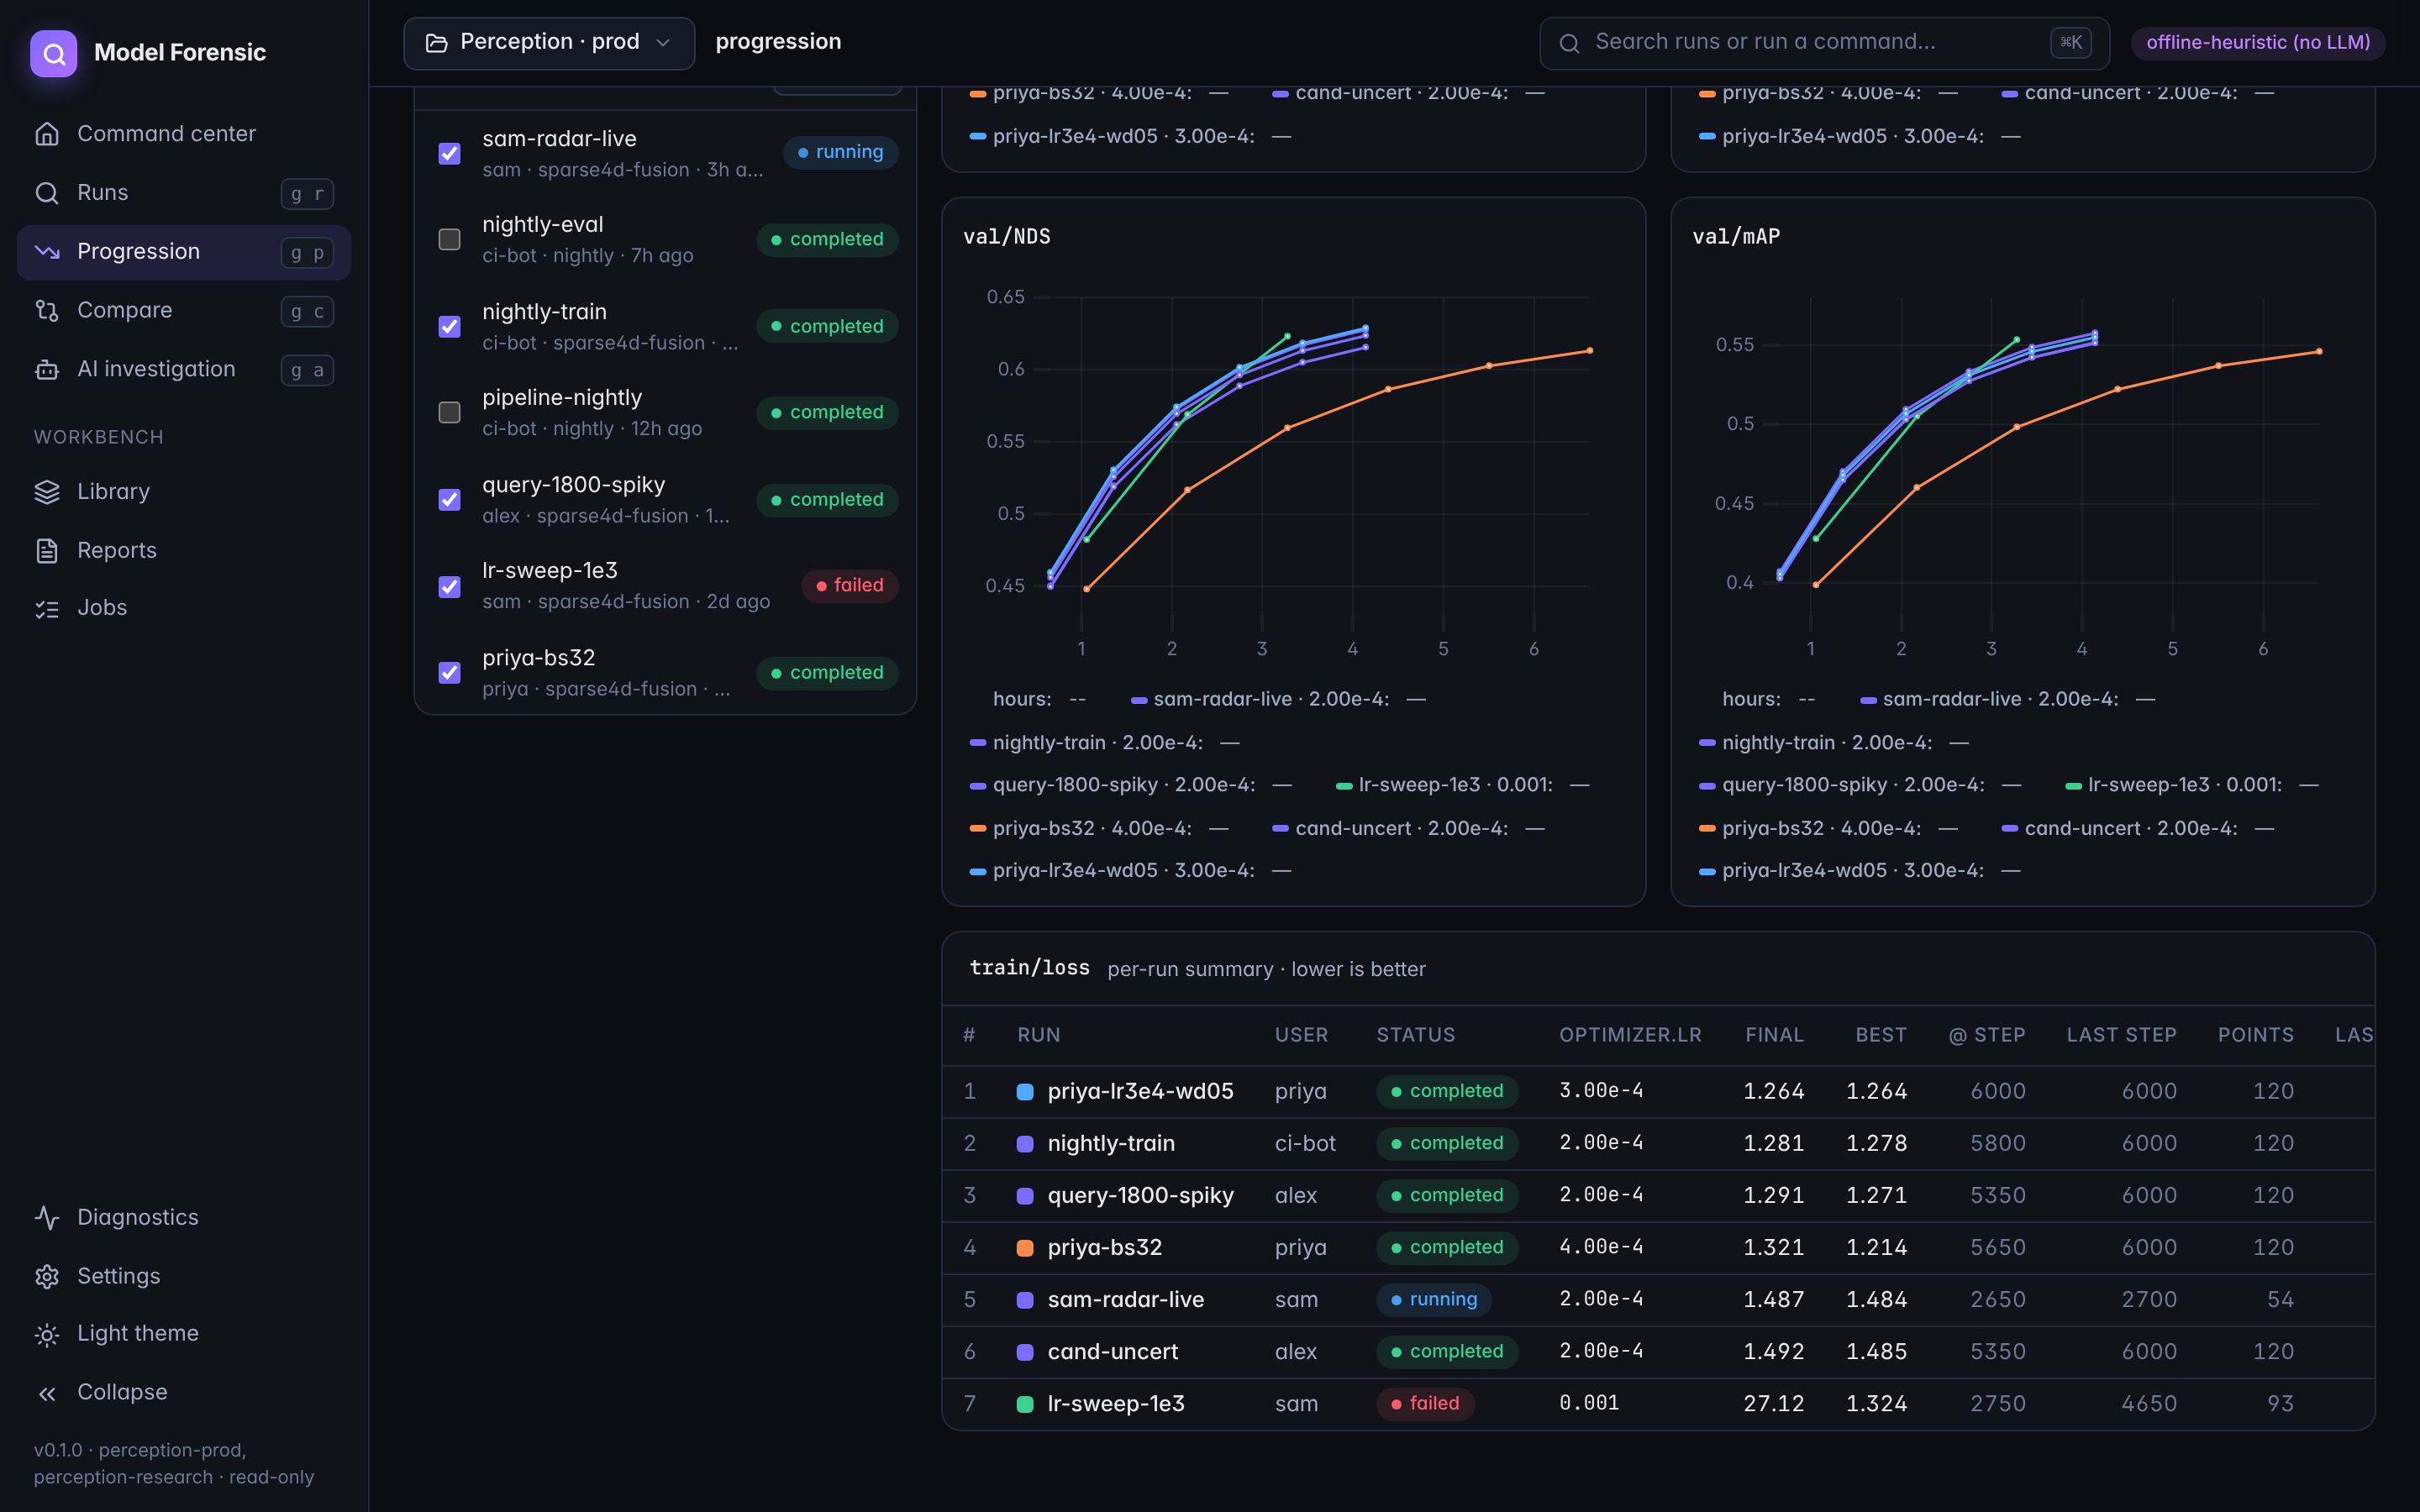 Model Forensic
Perception · prod
progression
Search runs or run a command...
⌘K
offline-heuristic (no LLM)
Command center
Runs
g r
Progression
g p
Compare
g c
AI investigation
g a
WORKBENCH
Library
Reports
Jobs
Diagnostics
Settings
Light theme
Collapse
v0.1.0 · perception-prod,
perception-research · read-only
sam-radar-live
running
sam · sparse4d-fusion · 3h a...
nightly-eval
completed
ci-bot · nightly · 7h ago
nightly-train
completed
ci-bot · sparse4d-fusion · ...
pipeline-nightly
completed
ci-bot · nightly · 12h ago
query-1800-spiky
completed
alex · sparse4d-fusion · 1...
lr-sweep-1e3
failed
sam · sparse4d-fusion · 2d ago
priya-bs32
completed
priya · sparse4d-fusion · ...
priya-bs32 · 4.00e-4: — cand-uncert · 2.00e-4: —
priya-lr3e4-wd05 · 3.00e-4: —
priya-bs32 · 4.00e-4: — cand-uncert · 2.00e-4: —
priya-lr3e4-wd05 · 3.00e-4: —
val/NDS
0.65
0.6
0.55
0.5
0.45
1 2 3 4 5 6
hours: -- sam-radar-live · 2.00e-4: —
nightly-train · 2.00e-4: —
query-1800-spiky · 2.00e-4: — lr-sweep-1e3 · 0.001: —
priya-bs32 · 4.00e-4: — cand-uncert · 2.00e-4: —
priya-lr3e4-wd05 · 3.00e-4: —
val/mAP
0.55
0.5
0.45
0.4
1 2 3 4 5 6
hours: -- sam-radar-live · 2.00e-4: —
nightly-train · 2.00e-4: —
query-1800-spiky · 2.00e-4: — lr-sweep-1e3 · 0.001: —
priya-bs32 · 4.00e-4: — cand-uncert · 2.00e-4: —
priya-lr3e4-wd05 · 3.00e-4: —
train/loss per-run summary · lower is better
# RUN USER STATUS OPTIMIZER.LR FINAL BEST @ STEP LAST STEP POINTS LAS
1 priya-lr3e4-wd05 priya completed 3.00e-4 1.264 1.264 6000 6000 120
2 nightly-train ci-bot completed 2.00e-4 1.281 1.278 5800 6000 120
3 query-1800-spiky alex completed 2.00e-4 1.291 1.271 5350 6000 120
4 priya-bs32 priya completed 4.00e-4 1.321 1.214 5650 6000 120
5 sam-radar-live sam running 2.00e-4 1.487 1.484 2650 2700 54
6 cand-uncert alex completed 2.00e-4 1.492 1.485 5350 6000 120
7 lr-sweep-1e3 sam failed 0.001 27.12 1.324 2750 4650 93